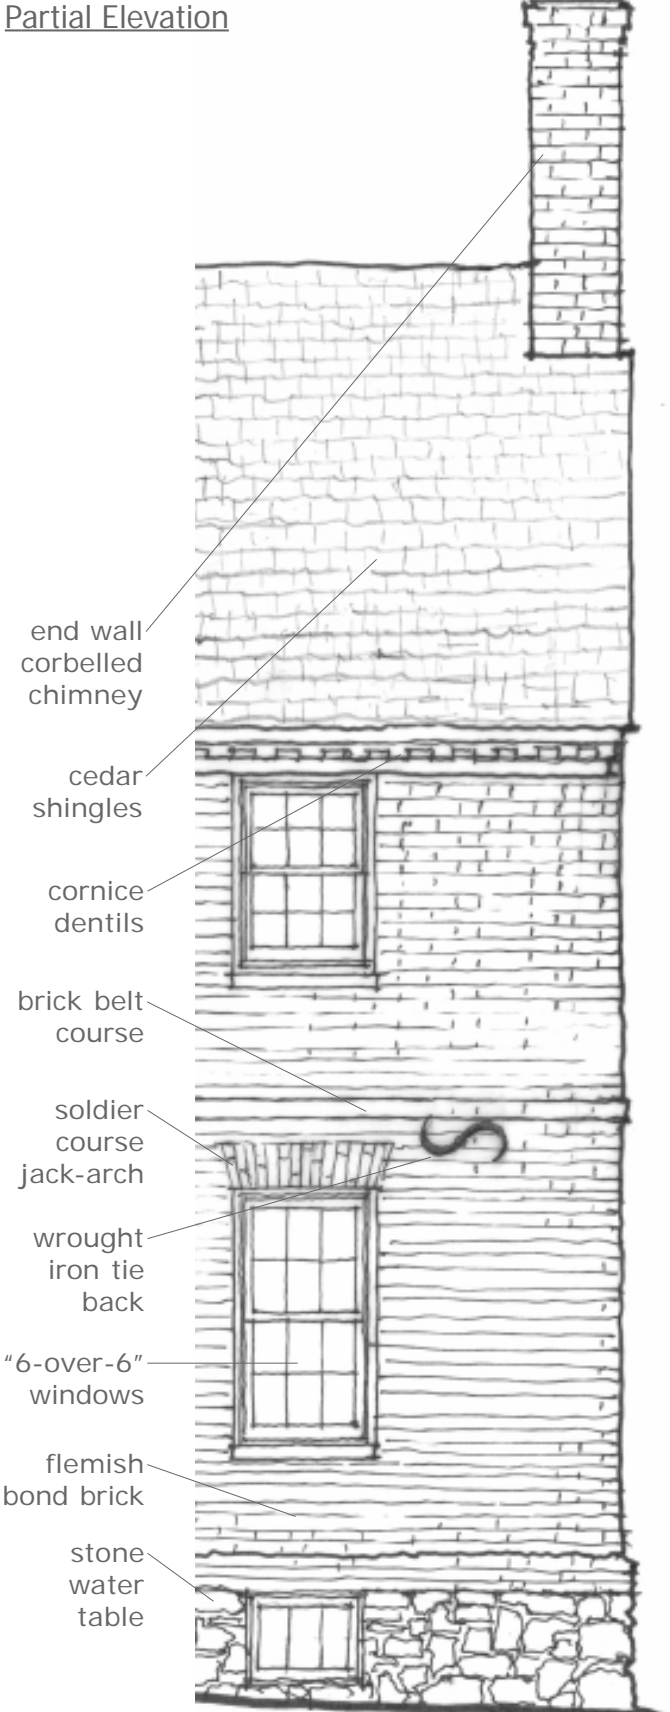 Partial Elevation
end wall
corbelled
chimney
cedar
shingles
cornice
dentils
brick belt
course
soldier
course
jack-arch
wrought
iron tie
back
“6-over-6”
windows
flemish
bond brick
stone
water
table